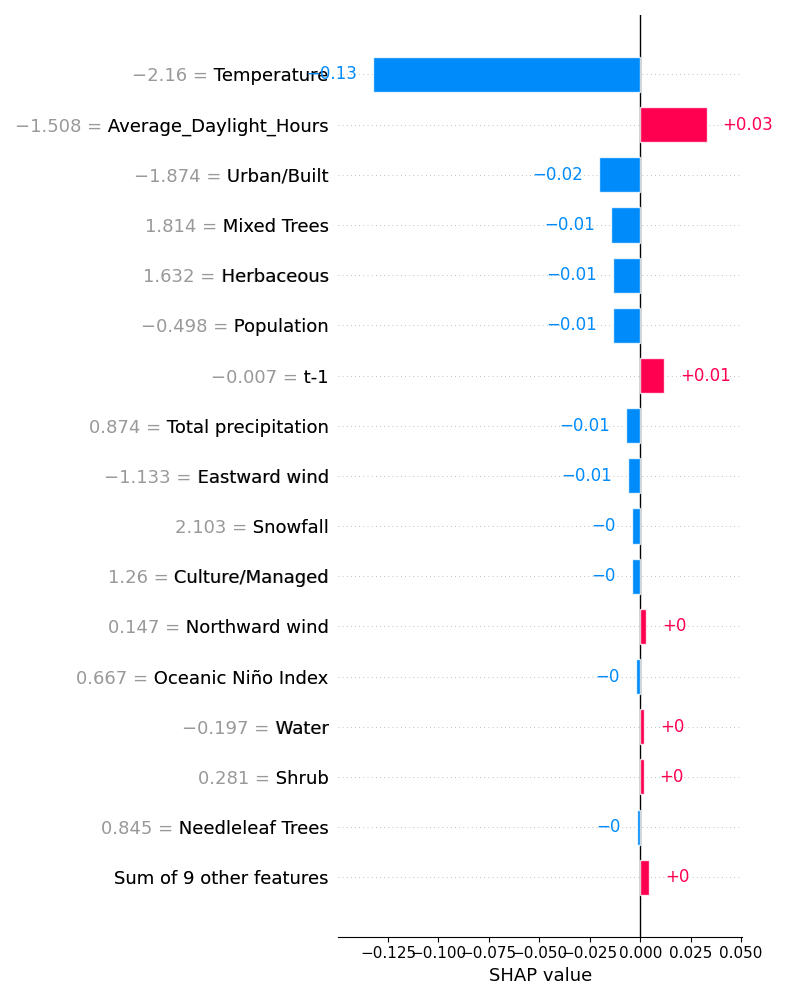 −2.16 = Temperature −0.13
−1.508 = Average_Daylight_Hours +0.03
−1.874 = Urban/Built −0.02
1.814 = Mixed Trees −0.01
1.632 = Herbaceous −0.01
−0.498 = Population −0.01
−0.007 = t-1 +0.01
0.874 = Total precipitation −0.01
−1.133 = Eastward wind −0.01
2.103 = Snowfall −0
1.26 = Culture/Managed −0
0.147 = Northward wind +0
0.667 = Oceanic Niño Index −0
−0.197 = Water +0
0.281 = Shrub +0
0.845 = Needleleaf Trees −0
Sum of 9 other features +0
−0.125 −0.100 −0.075 −0.050 −0.025 0.000 0.025 0.050
SHAP value